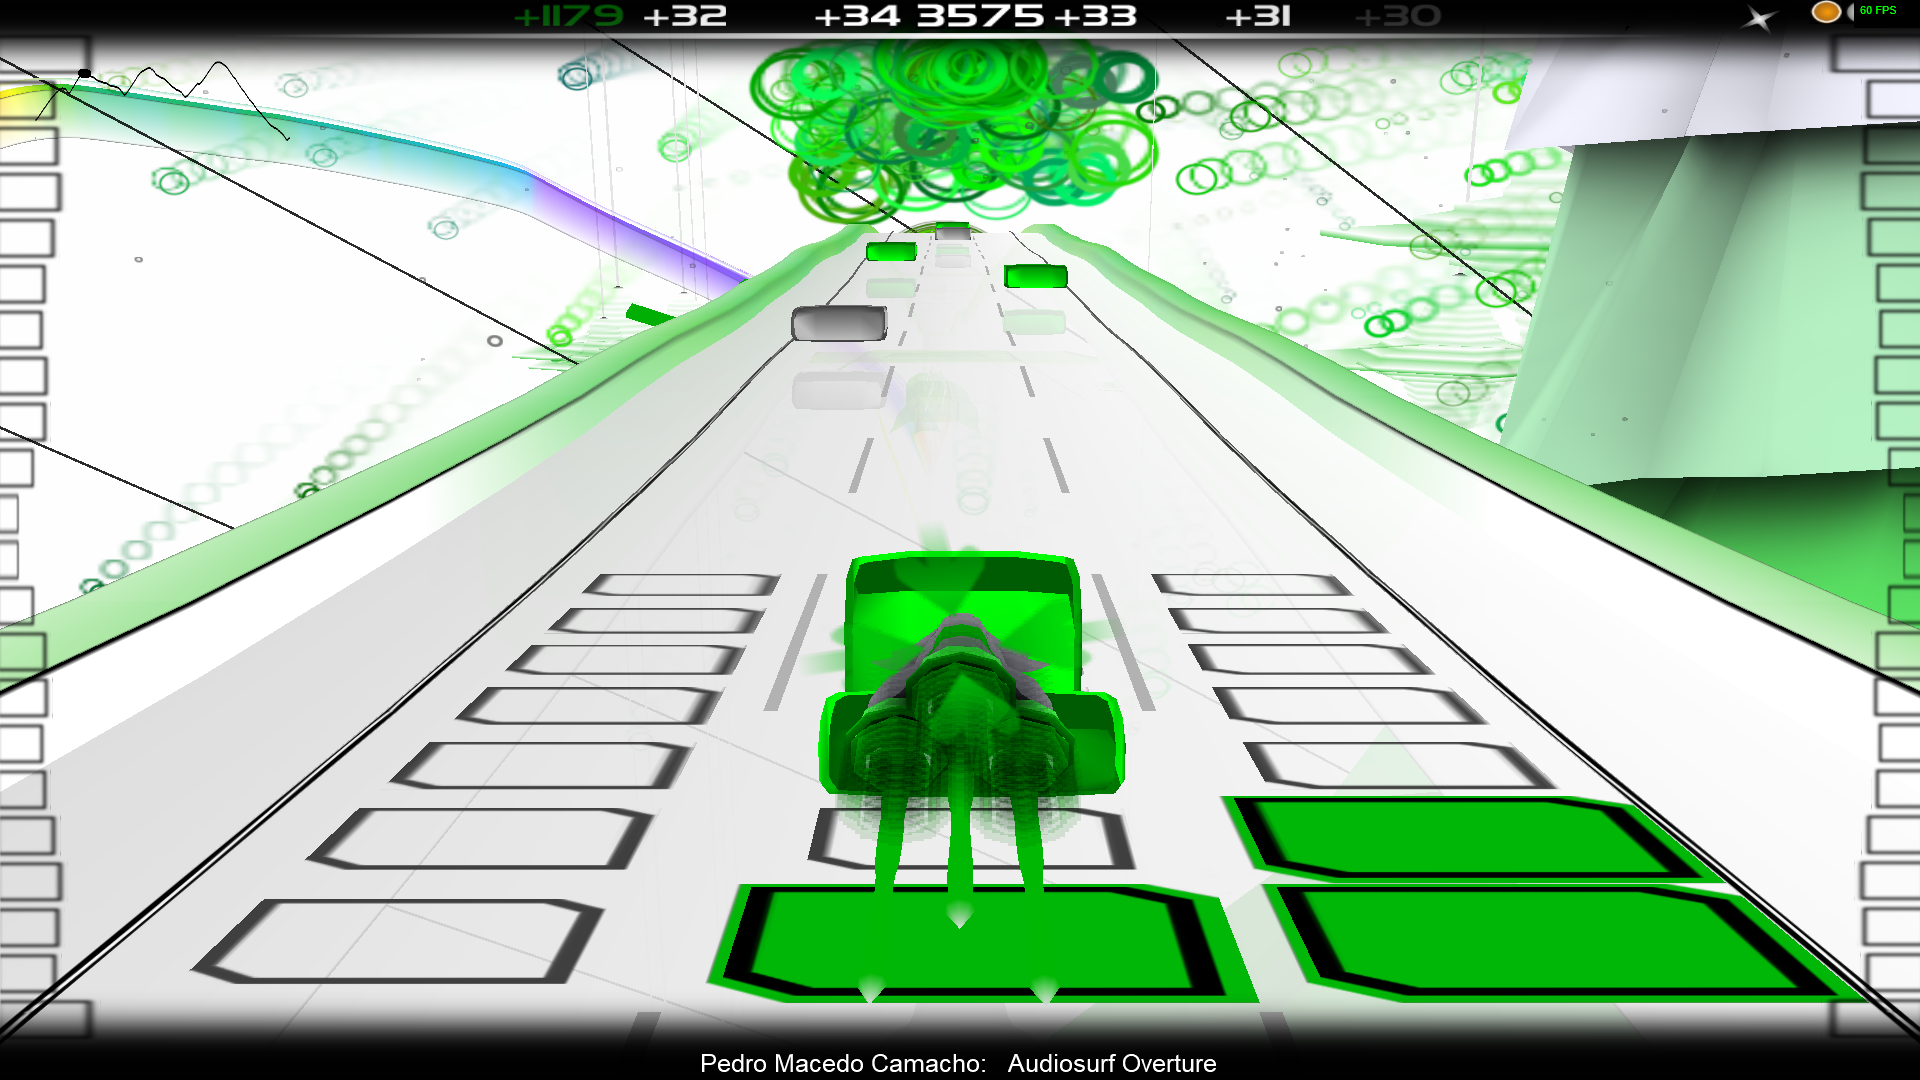 +1179 +32 +34 3575 +33 +31 +30
60 FPS
Pedro Macedo Camacho: Audiosurf Overture